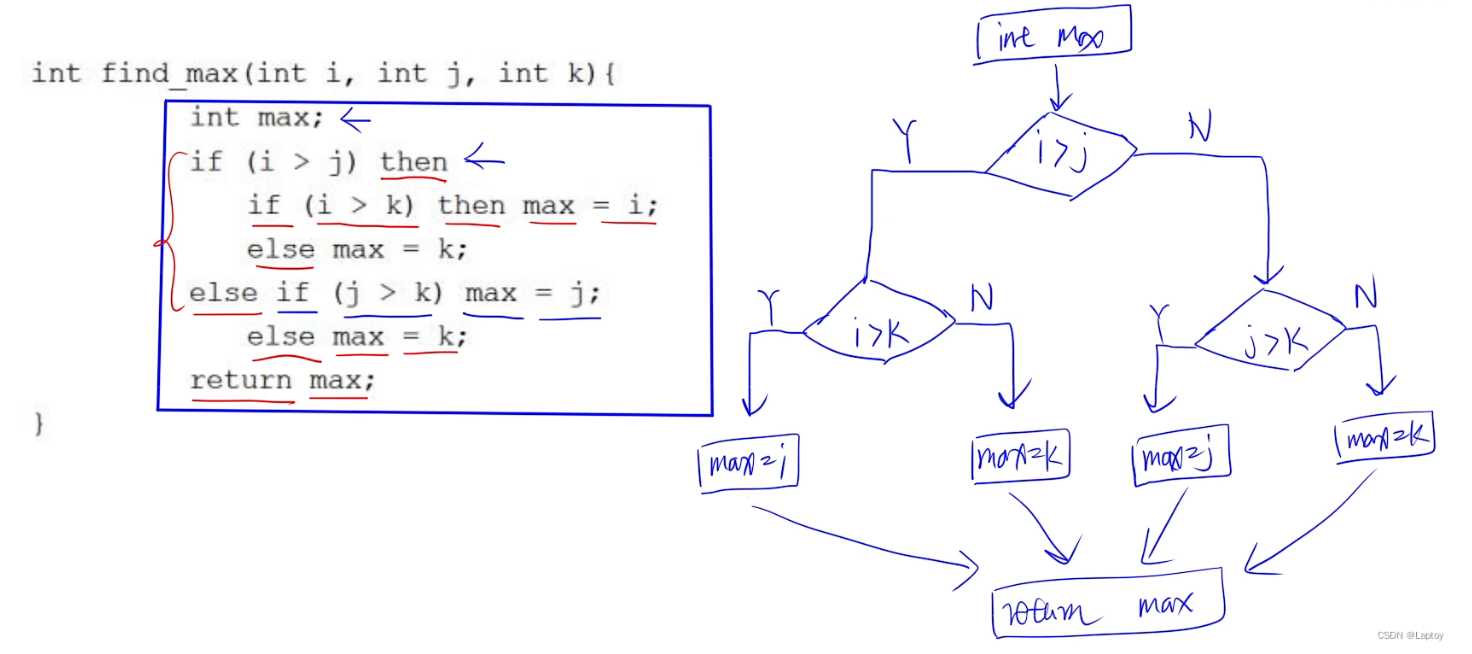 int find_max(int i, int j, int k){
int max;
if (i > j) then
if (i > k) then max = i;
else max = k;
else if (j > k) max = j;
else max = k;
return max;
}
int max
Y
i>j
N
Y
i>k
N
Y
j>k
N
max=i
max=k
max=j
max=k
return max
CSDN @Laptoy